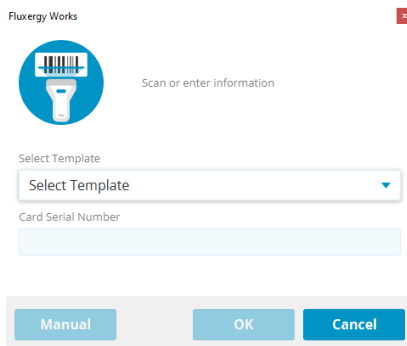 Fluxergy Works
x
Scan or enter information
Select Template
Select Template
Card Serial Number
Manual
OK
Cancel